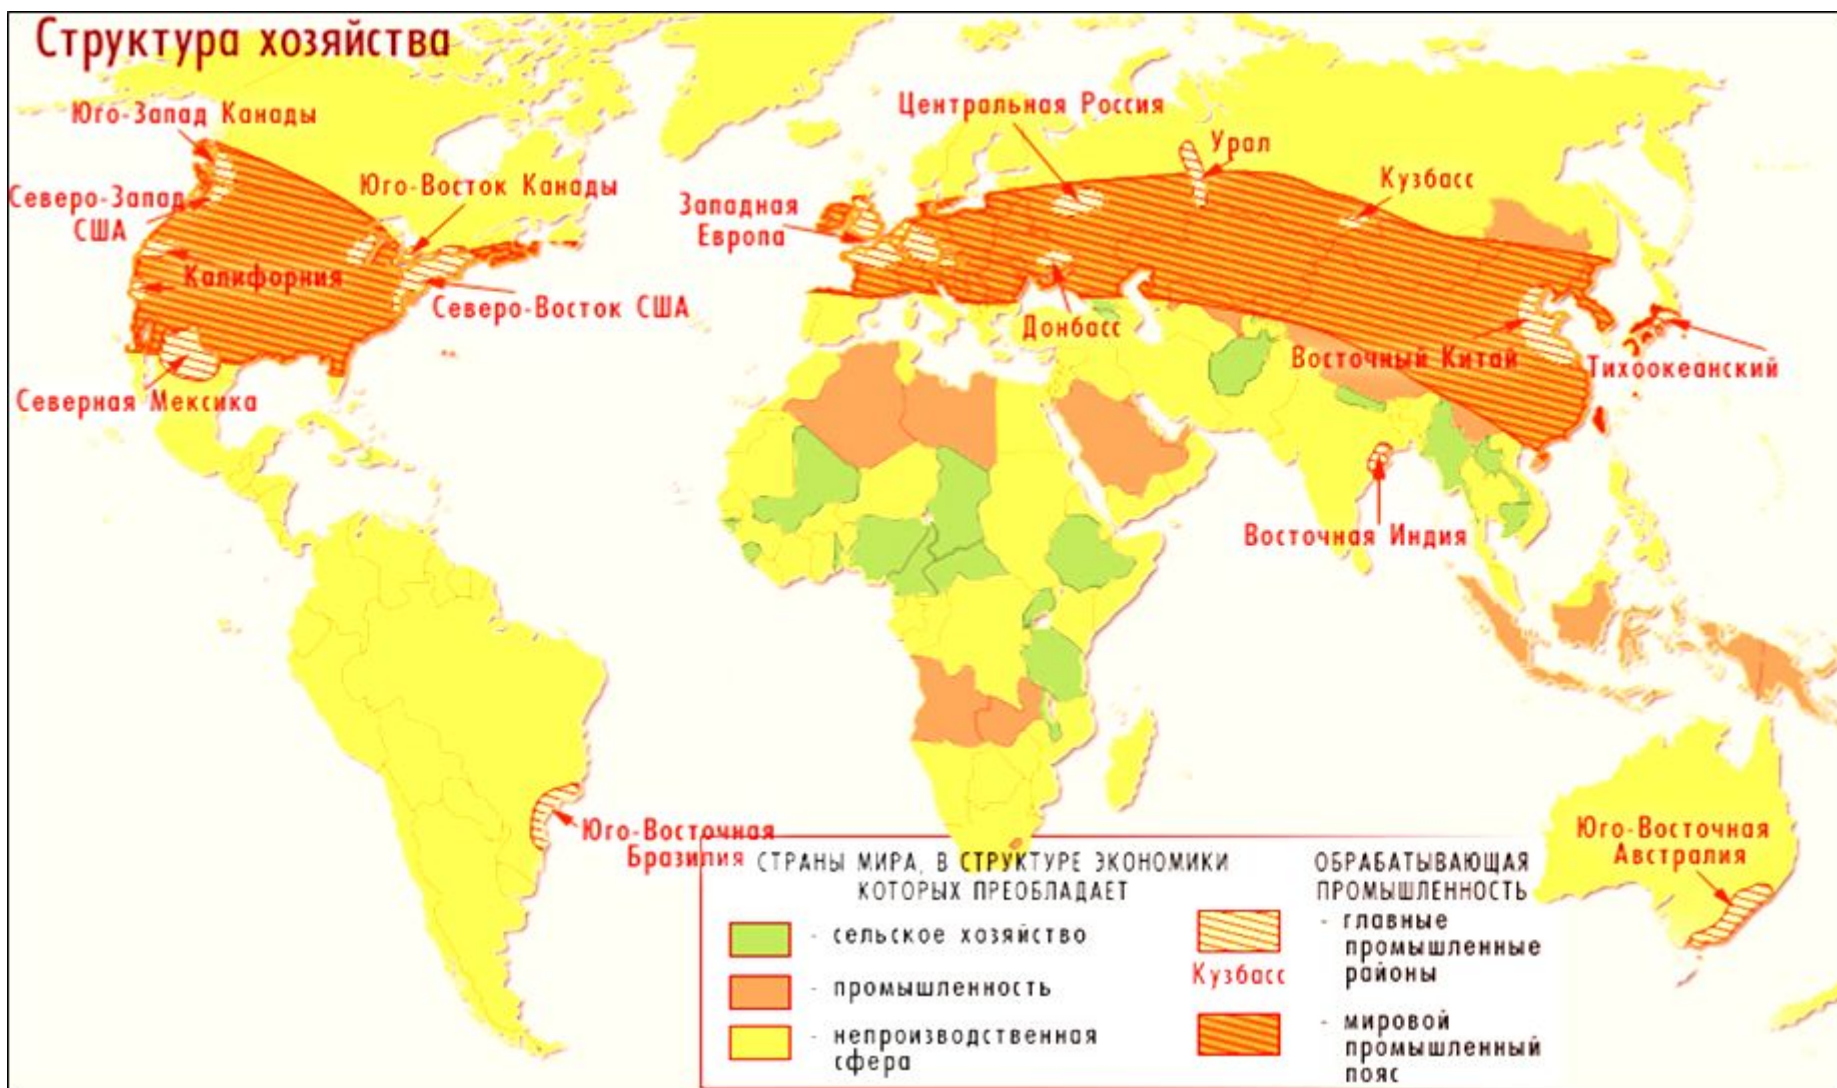 Структура хозяйства
Юго-Запад Канады
Северо-Запад
США
Юго-Восток Канады
Калифорния
Северо-Восток США
Северная Мексика
Центральная Россия
Урал
Кузбасс
Западная
Европа
Донбасс
Восточный Китай
Тихоокеанский
Восточная Индия
Юго-Восточная
Бразилия
Юго-Восточная
Австралия
СТРАНЫ МИРА, В СТРУКТУРЕ ЭКОНОМИКИ
КОТОРЫХ ПРЕОБЛАДАЕТ
- сельское хозяйство
- промышленность
- непроизводственная
сфера
ОБРАБАТЫВАЮЩАЯ
ПРОМЫШЛЕННОСТЬ
- главные
промышленные
районы
Кузбасс
- мировой
промышленный
пояс